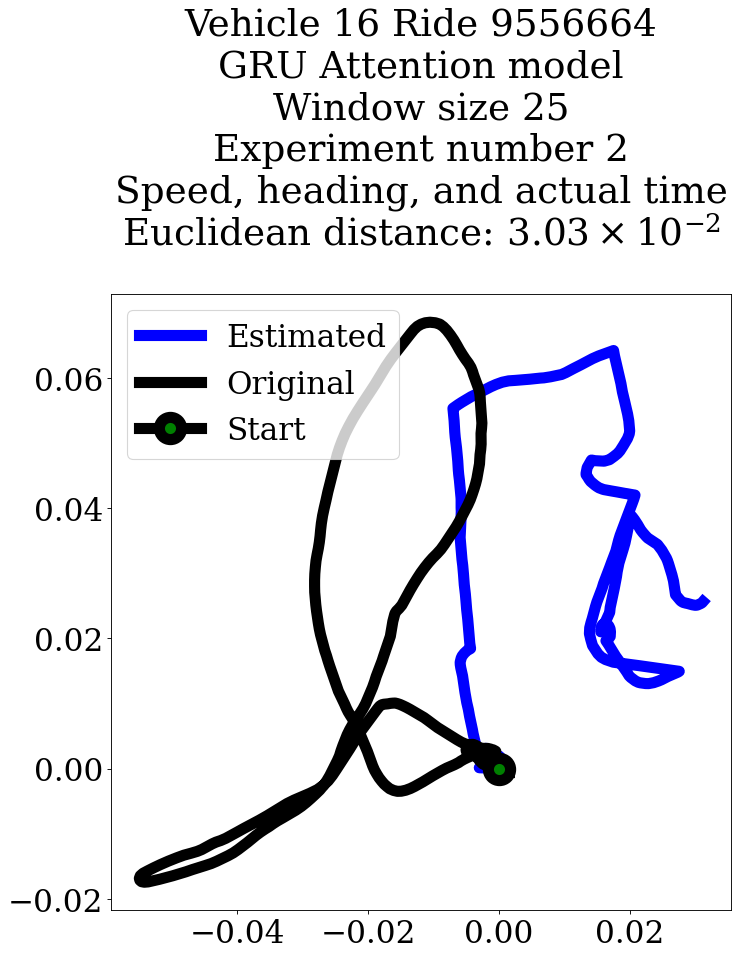 Vehicle 16 Ride 9556664
GRU Attention model
Window size 25
Experiment number 2
Speed, heading, and actual time
Euclidean distance: 3.03 × 10⁻²
Estimated
Original
Start
0.06
0.04
0.02
0.00
−0.02
−0.04
−0.02
0.00
0.02